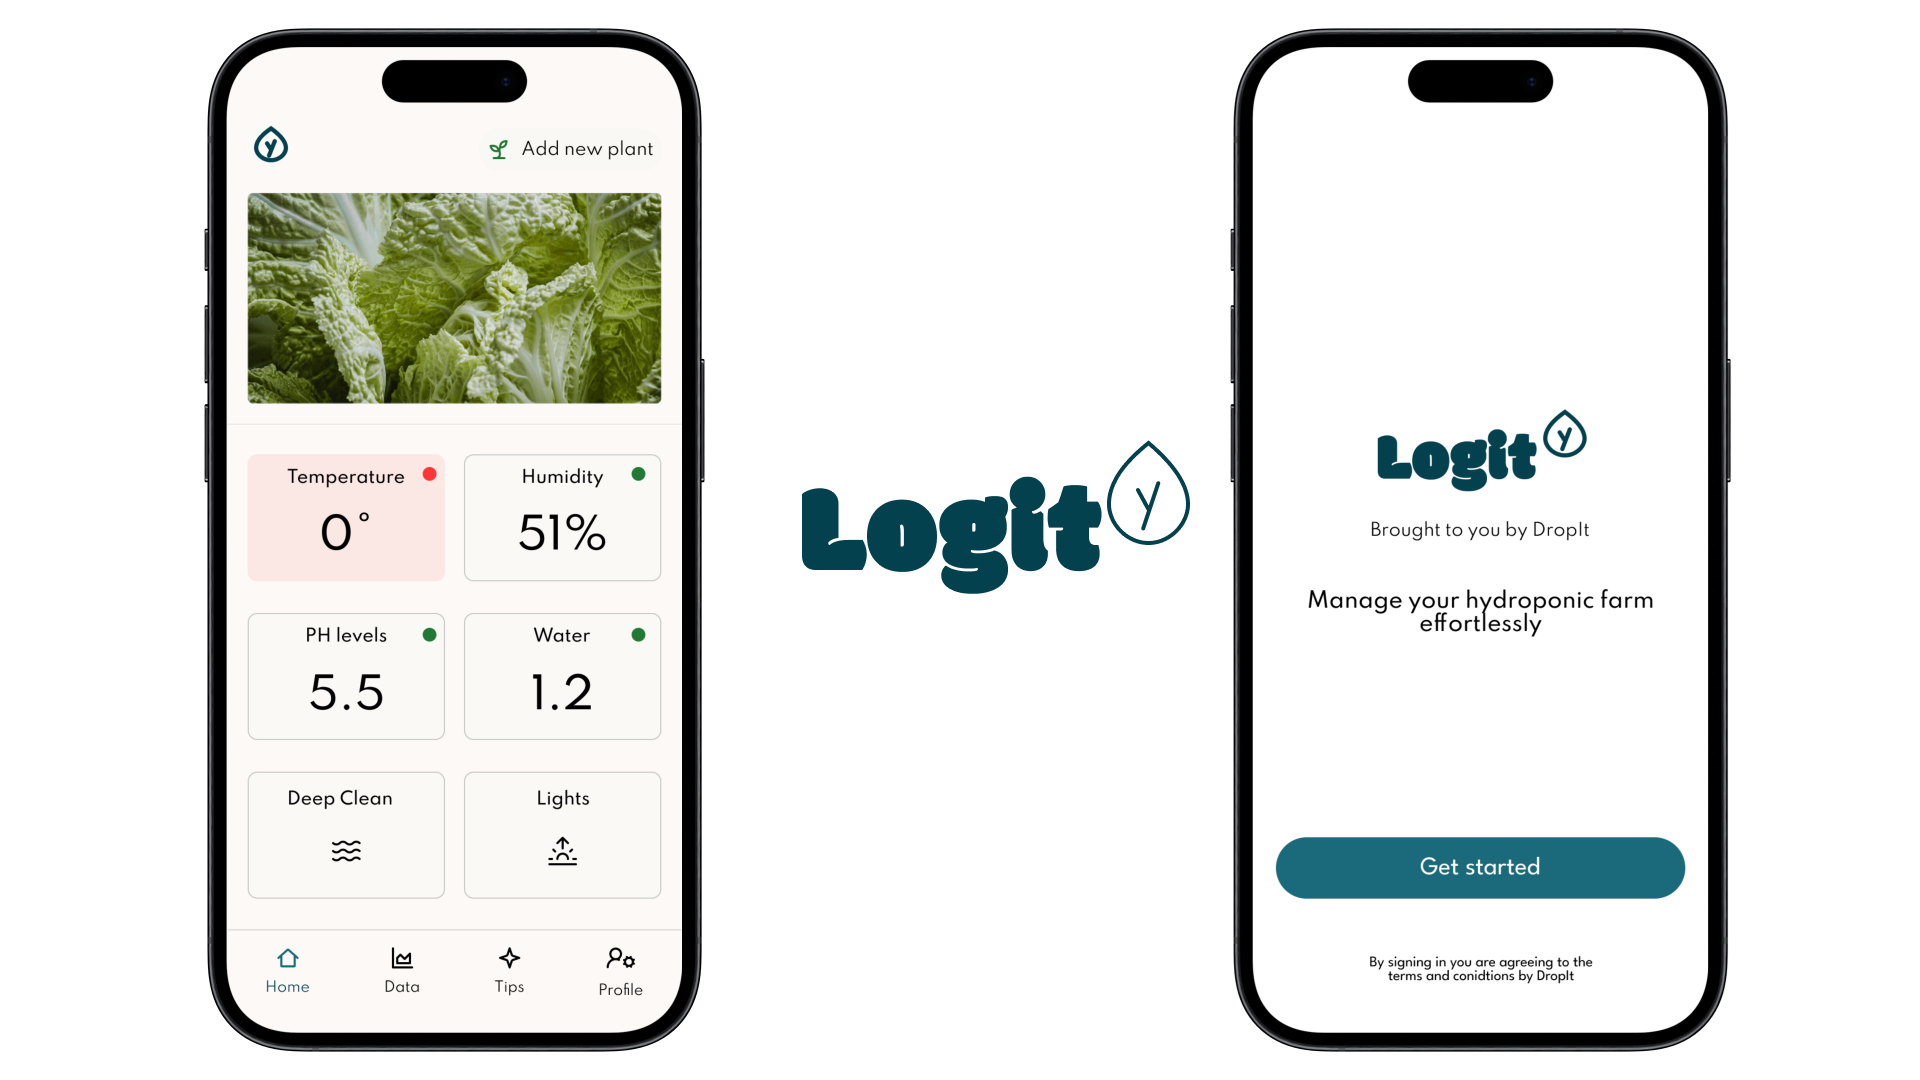 Add new plant
Temperature
0°
Humidity
51%
PH levels
5.5
Water
1.2
Deep Clean
Lights
Home
Data
Tips
Profile
Logit y
Logit y
Brought to you by DropIt
Manage your hydroponic farm
effortlessly
Get started
By signing in you are agreeing to the
terms and conidtions by DropIt